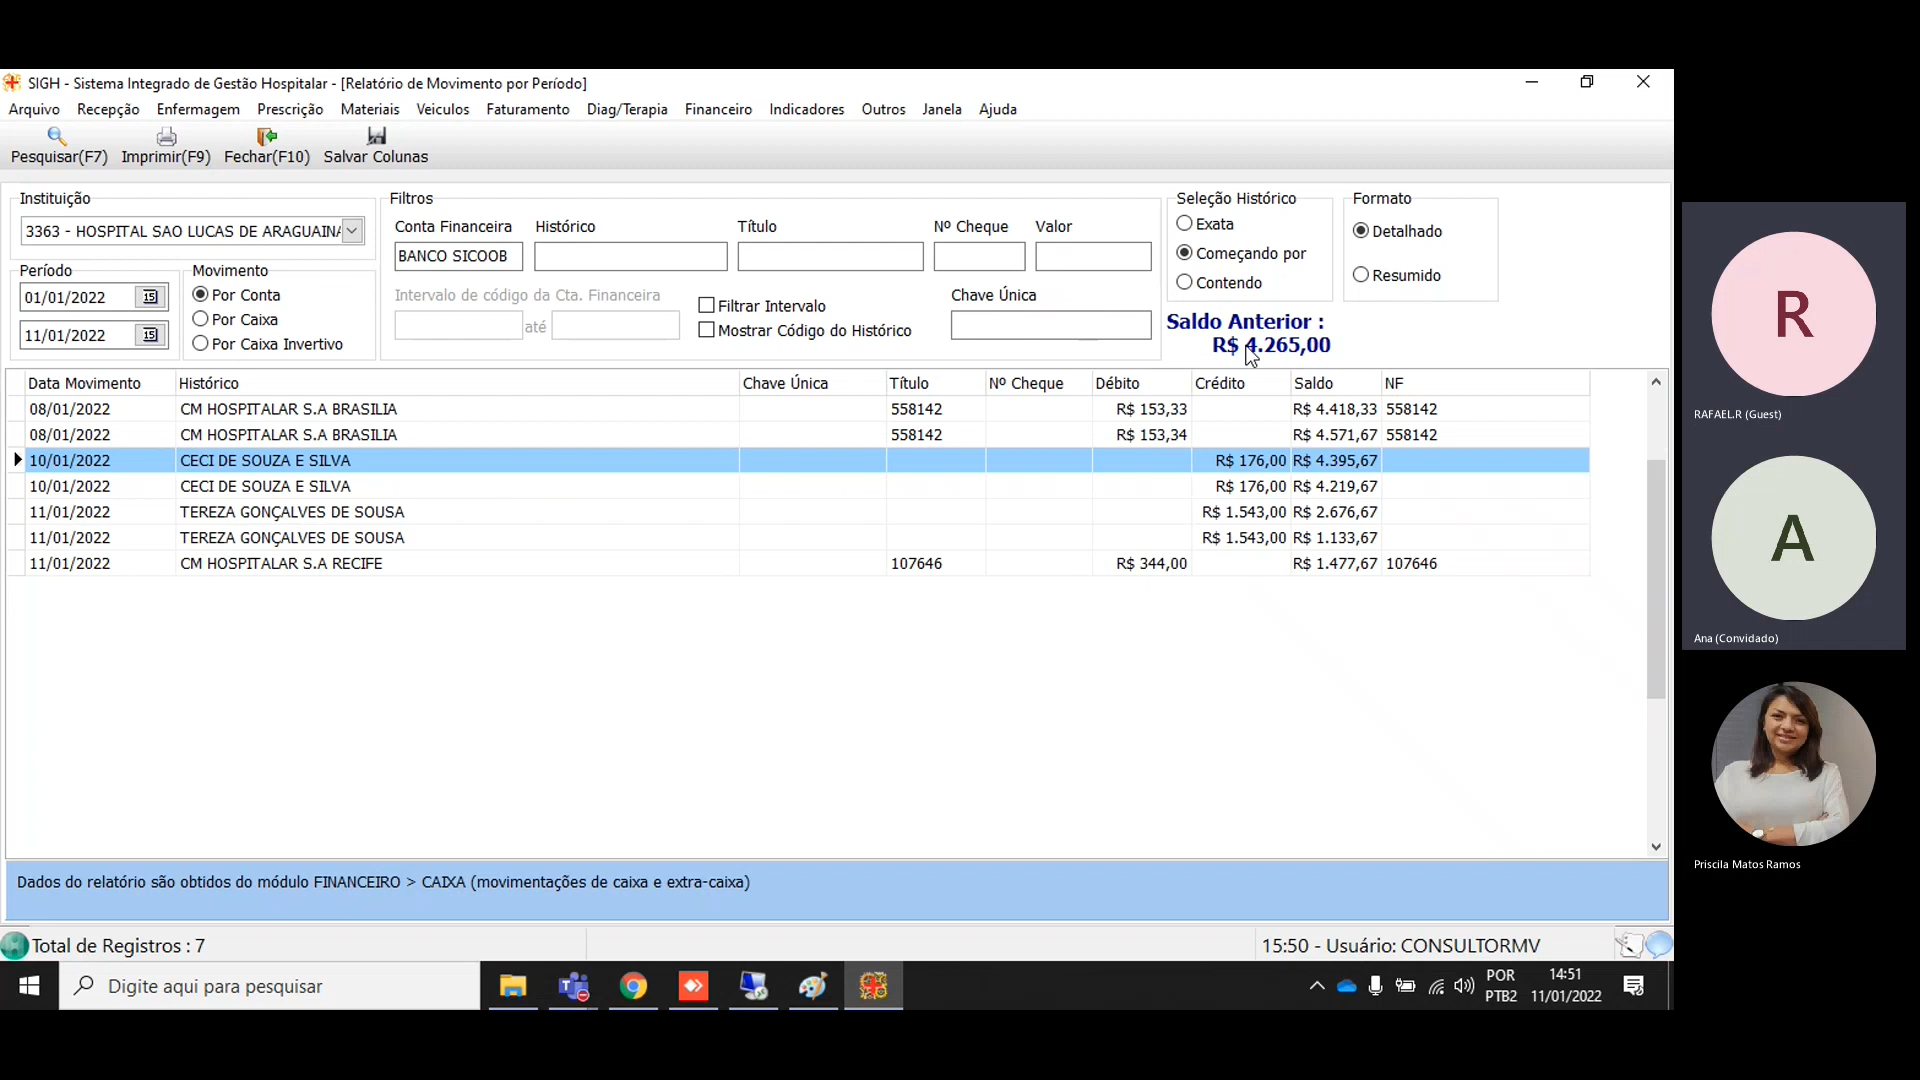 SIGH - Sistema Integrado de Gestão Hospitalar - [Relatório de Movimento por Período]
Arquivo Recepção Enfermagem Prescrição Materiais Veiculos Faturamento Diag/Terapia Financeiro Indicadores Outros Janela Ajuda
Pesquisar(F7) Imprimir(F9) Fechar(F10) Salvar Colunas
Instituição
3363 - HOSPITAL SAO LUCAS DE ARAGUAINA
Período
01/01/2022 15
11/01/2022 15
Movimento
Por Conta
Por Caixa
Por Caixa Invertivo
Filtros
Conta Financeira Histórico Título Nº Cheque Valor
BANCO SICOOB
Intervalo de código da Cta. Financeira
até
Filtrar Intervalo
Mostrar Código do Histórico
Chave Única
Seleção Histórico
Exata
Começando por
Contendo
Formato
Detalhado
Resumido
Saldo Anterior :
R$ 4.265,00
Data Movimento Histórico Chave Única Título Nº Cheque Débito Crédito Saldo NF
08/01/2022 CM HOSPITALAR S.A BRASILIA 558142 R$ 153,33 R$ 4.418,33 558142
08/01/2022 CM HOSPITALAR S.A BRASILIA 558142 R$ 153,34 R$ 4.571,67 558142
10/01/2022 CECI DE SOUZA E SILVA R$ 176,00 R$ 4.395,67
10/01/2022 CECI DE SOUZA E SILVA R$ 176,00 R$ 4.219,67
11/01/2022 TEREZA GONÇALVES DE SOUSA R$ 1.543,00 R$ 2.676,67
11/01/2022 TEREZA GONÇALVES DE SOUSA R$ 1.543,00 R$ 1.133,67
11/01/2022 CM HOSPITALAR S.A RECIFE 107646 R$ 344,00 R$ 1.477,67 107646
Dados do relatório são obtidos do módulo FINANCEIRO > CAIXA (movimentações de caixa e extra-caixa)
Total de Registros : 7
15:50 - Usuário: CONSULTORMV
Digite aqui para pesquisar
POR
PTB2
14:51
11/01/2022
R
RAFAEL.R (Guest)
A
Ana (Convidado)
Priscila Matos Ramos